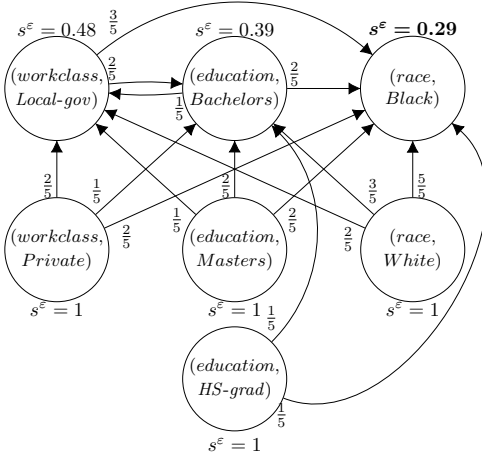 s^ε = 0.48
3/5
s^ε = 0.39
s^ε = 0.29
(workclass,
Local-gov)
2/5
1/5
(education,
Bachelors)
2/5
(race,
Black)
2/5
1/5
2/5
1/5
2/5
2/5
3/5
2/5
5/5
(workclass,
Private)
(education,
Masters)
(race,
White)
s^ε = 1
s^ε = 1
s^ε = 1
1/5
(education,
HS-grad)
1/5
s^ε = 1